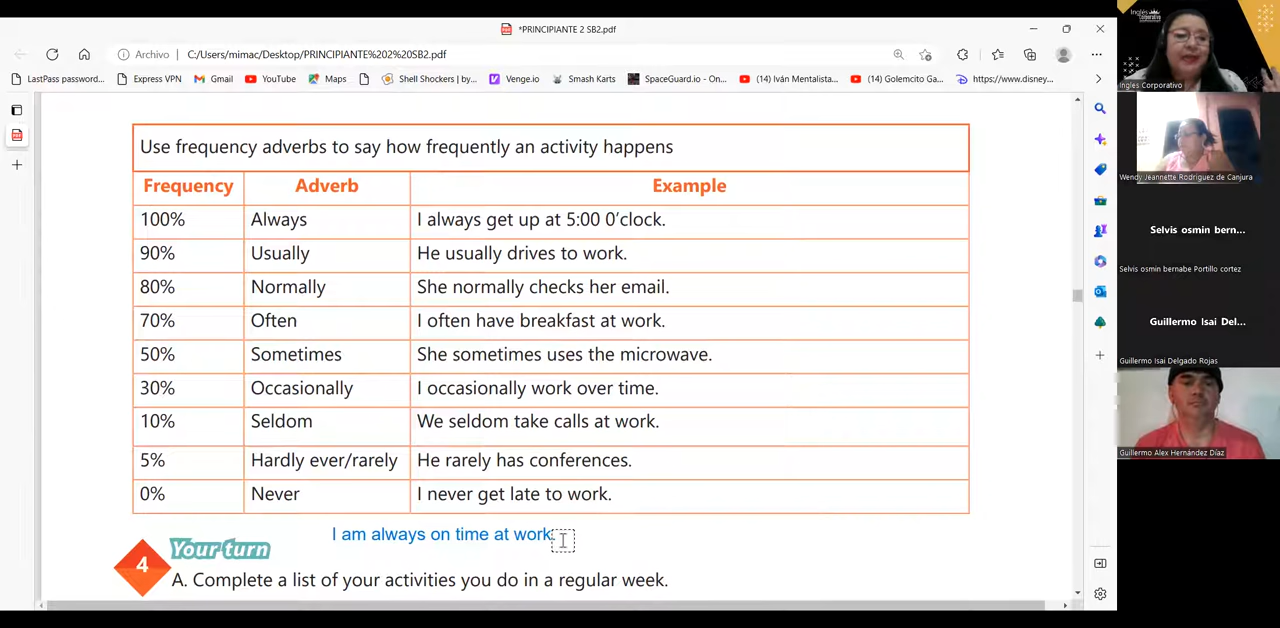 *PRINCIPIANTE 2 SB2.pdf
Archivo | C:/Users/mimac/Desktop/PRINCIPIANTE%202%20SB2.pdf
LastPass password... Express VPN Gmail YouTube Maps Shell Shockers | by... Venge.io Smash Karts SpaceGuard.io - On... (14) Iván Mentalista... (14) Golemcito Ga... https://www.disney...
Use frequency adverbs to say how frequently an activity happens
Frequency Adverb Example
100% Always I always get up at 5:00 0'clock.
90% Usually He usually drives to work.
80% Normally She normally checks her email.
70% Often I often have breakfast at work.
50% Sometimes She sometimes uses the microwave.
30% Occasionally I occasionally work over time.
10% Seldom We seldom take calls at work.
5% Hardly ever/rarely He rarely has conferences.
0% Never I never get late to work.
I am always on time at work.
4 Your turn
A. Complete a list of your activities you do in a regular week.
Inglés
Corporativo
Ingles Corporativo
Wendy Jeannette Rodriguez de Canjura
Selvis osmin bern...
Selvis osmin bernabe Portillo cortez
Guillermo Isai Del...
Guillermo Isai Delgado Rojas
Guillermo Alex Hernández Díaz